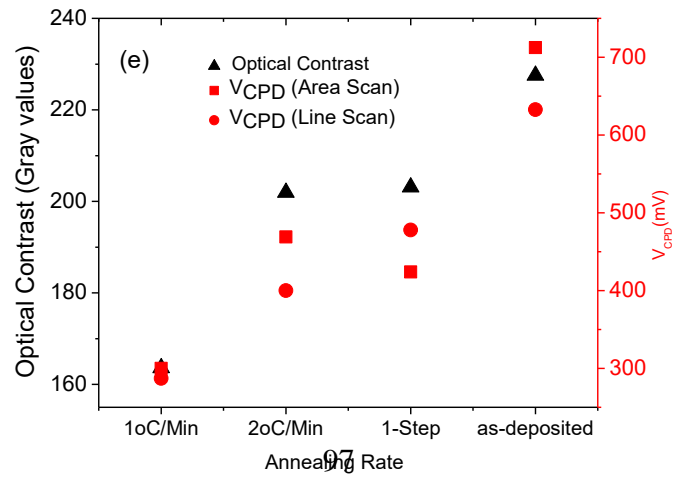 240
220
200
180
160
Optical Contrast (Gray values)
(e)
Optical Contrast
VCPD (Area Scan)
VCPD (Line Scan)
700
600
500
400
300
VCPD(mV)
1oC/Min 2oC/Min 1-Step as-deposited
Annealing Rate
97